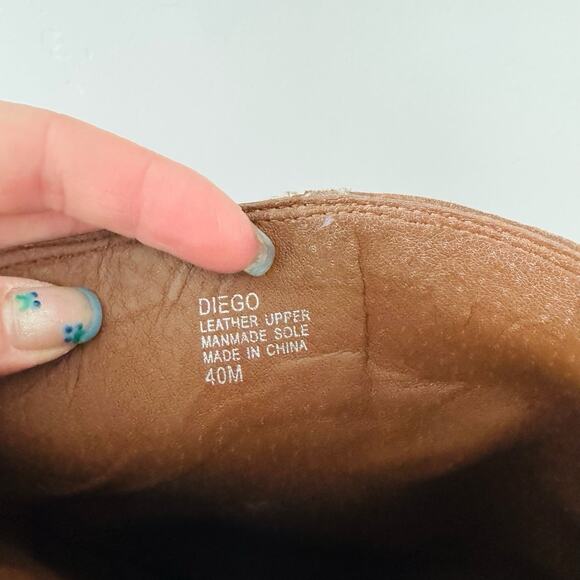 DIEGO
LEATHER UPPER
MANMADE SOLE
MADE IN CHINA
40M